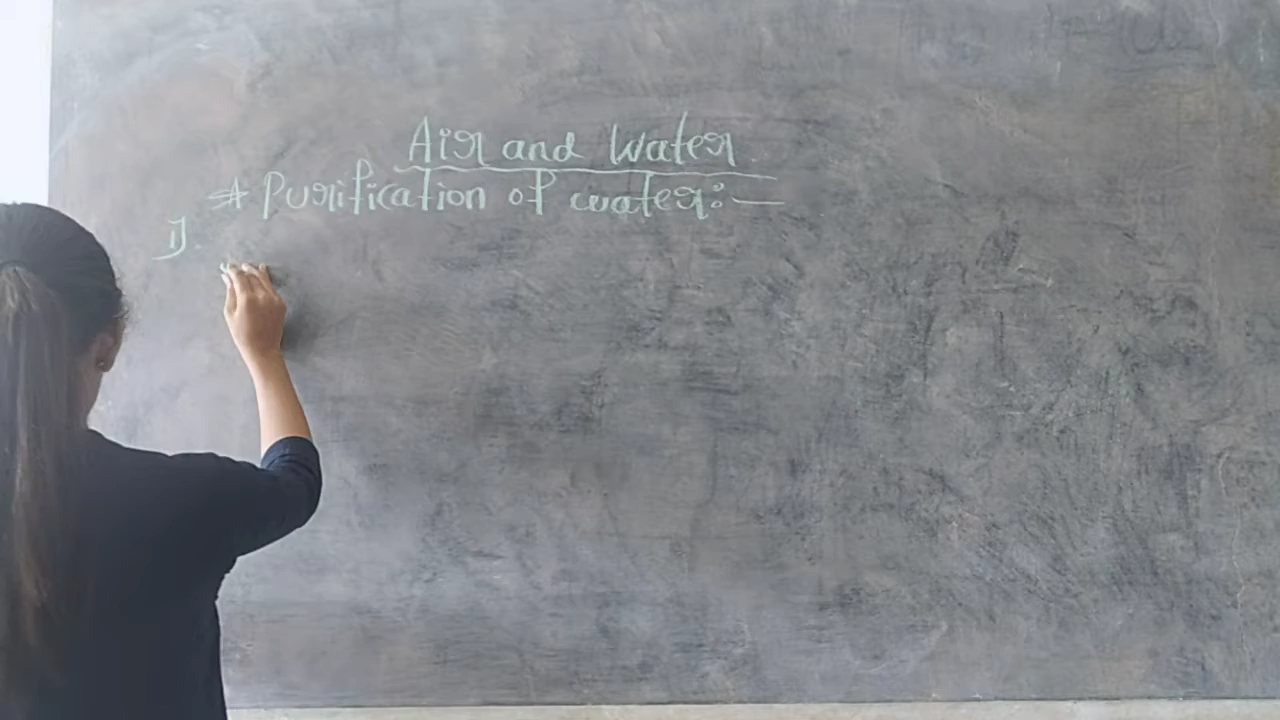 Air and Water.
# Purification of water:—
1).